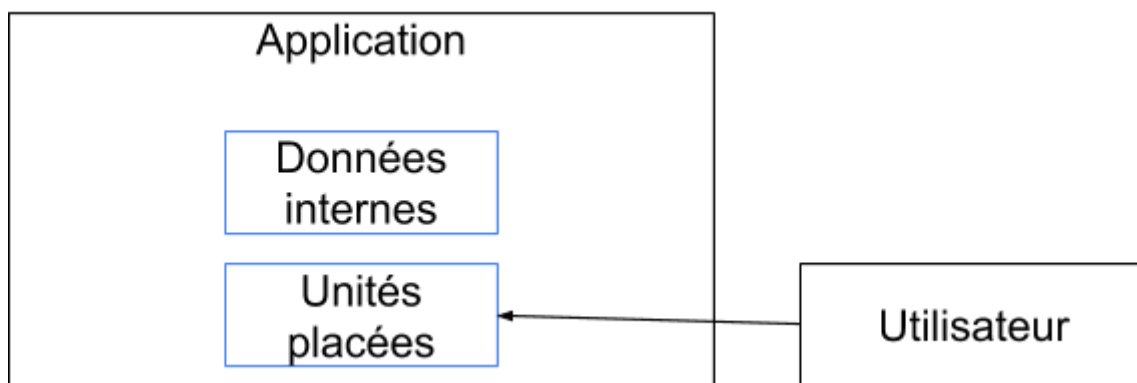 Application
Données
internes
Unités
placées
Utilisateur